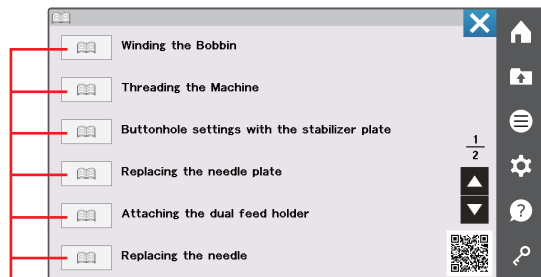 Winding the Bobbin
Threading the Machine
Buttonhole settings with the stabilizer plate
1
2
Replacing the needle plate
Attaching the dual feed holder
?
Replacing the needle